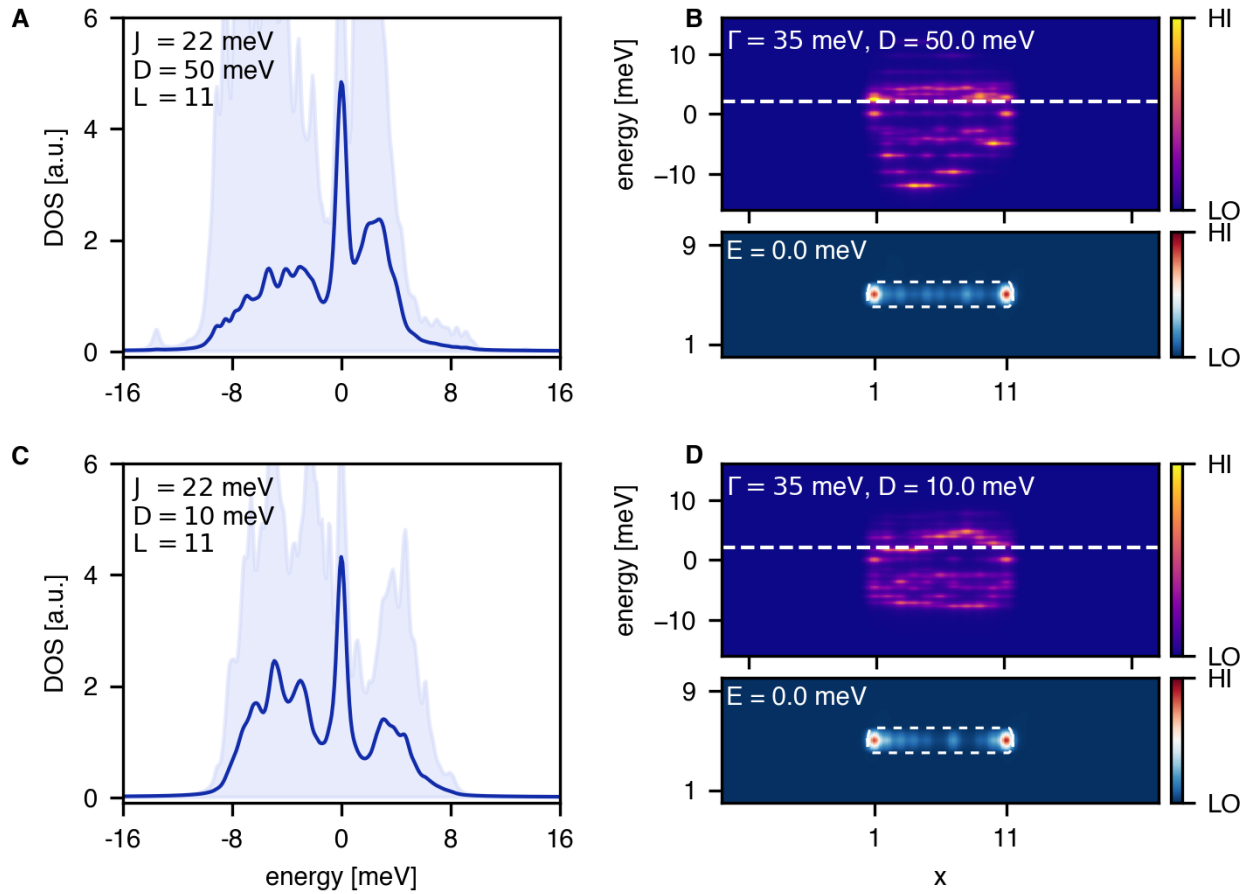 A
DOS [a.u.]
6
4
2
0
J = 22 meV
D = 50 meV
L = 11
-16
-8
0
8
16
B
energy [meV]
10
0
−10
Γ = 35 meV, D = 50.0 meV
HI
LO
9
1
E = 0.0 meV
HI
LO
1
11
C
DOS [a.u.]
6
4
2
0
J = 22 meV
D = 10 meV
L = 11
-16
-8
0
8
16
energy [meV]
D
energy [meV]
10
0
−10
Γ = 35 meV, D = 10.0 meV
HI
LO
9
1
E = 0.0 meV
HI
LO
1
11
x